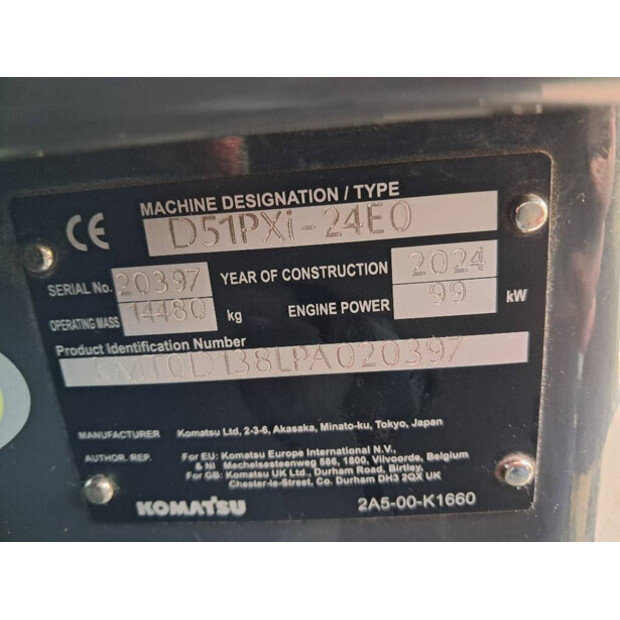 CE
MACHINE DESIGNATION / TYPE
D51PXi-24E0
SERIAL No. 20397 YEAR OF CONSTRUCTION 2024
OPERATING MASS 14480 kg ENGINE POWER 99 kW
Product Identification Number
KMT0D138LPA020397
MANUFACTURER Komatsu Ltd, 2-3-6, Akasaka, Minato-ku, Tokyo, Japan
AUTHOR. REP. For EU: Komatsu Europe International N.V.,
& NI Mechelsesteenweg 586, 1800, Vilvoorde, Belgium
For GB: Komatsu UK Ltd., Durham Road, Birtley,
Chester-le-Street, Co. Durham DH3 2QX UK
KOMATSU 2A5-00-K1660